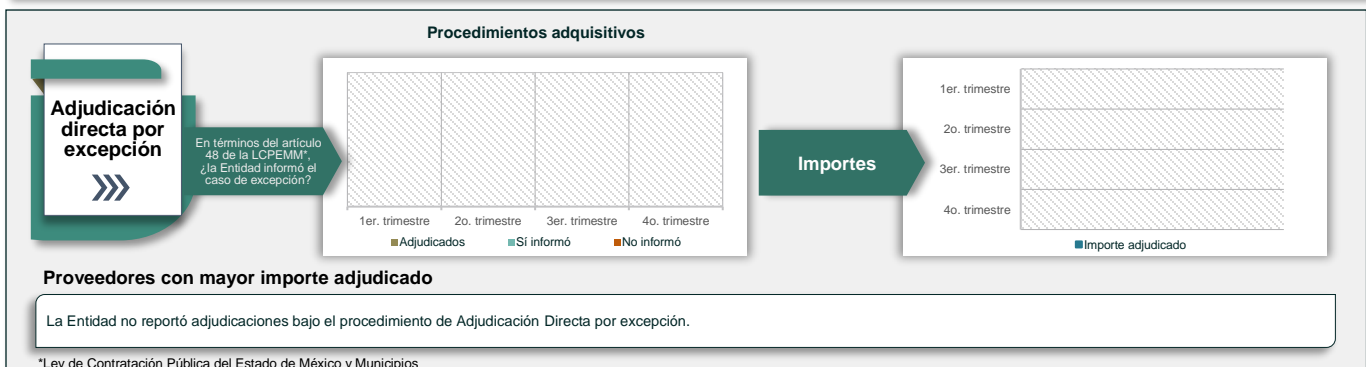 Procedimientos adquisitivos
Adjudicación
directa por
excepción
En términos del artículo
48 de la LCPEMM*,
¿la Entidad informó el
caso de excepción?
1er. trimestre 2o. trimestre 3er. trimestre 4o. trimestre
Adjudicados Sí informó No informó
Importes
1er. trimestre
2o. trimestre
3er. trimestre
4o. trimestre
Importe adjudicado
Proveedores con mayor importe adjudicado
La Entidad no reportó adjudicaciones bajo el procedimiento de Adjudicación Directa por excepción.
*Ley de Contratación Pública del Estado de México y Municipios